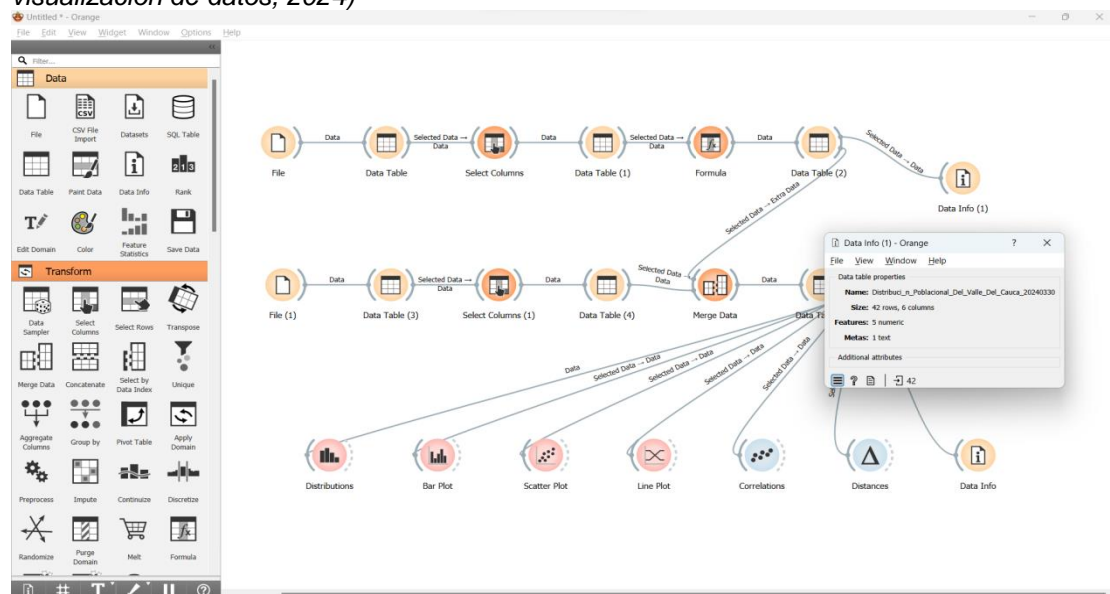 visualización de datos, 2024)
Untitled * - Orange
File Edit View Widget Window Options Help
Filter...
Data
File CSV File Import Datasets SQL Table
Data Table Paint Data Data Info Rank
Edit Domain Color Feature Statistics Save Data
Transform
Data Sampler Select Columns Select Rows Transpose
Merge Data Concatenate Select by Data Index Unique
Aggregate Columns Group by Pivot Table Apply Domain
Preprocess Impute Continuize Discretize
Randomize Purge Domain Melt Formula
Data Selected Data → Data Data Selected Data → Data Data Selected Data → Data
File Data Table Select Columns Data Table (1) Formula Data Table (2)
Data Info (1)
Selected Data → Extra Data
Data Selected Data → Data Data Selected Data → Data Data
File (1) Data Table (3) Select Columns (1) Data Table (4) Merge Data
Data Info (1) - Orange ? ×
File View Window Help
Data table properties
Name: Distribuci_n_Poblacional_Del_Valle_Del_Cauca_20240330
Size: 42 rows, 6 columns
Features: 5 numeric
Metas: 1 text
Additional attributes
42
Data Selected Data → Data Selected Data → Data Selected Data → Data Selected Data → Data
Distributions Bar Plot Scatter Plot Line Plot Correlations Distances Data Info